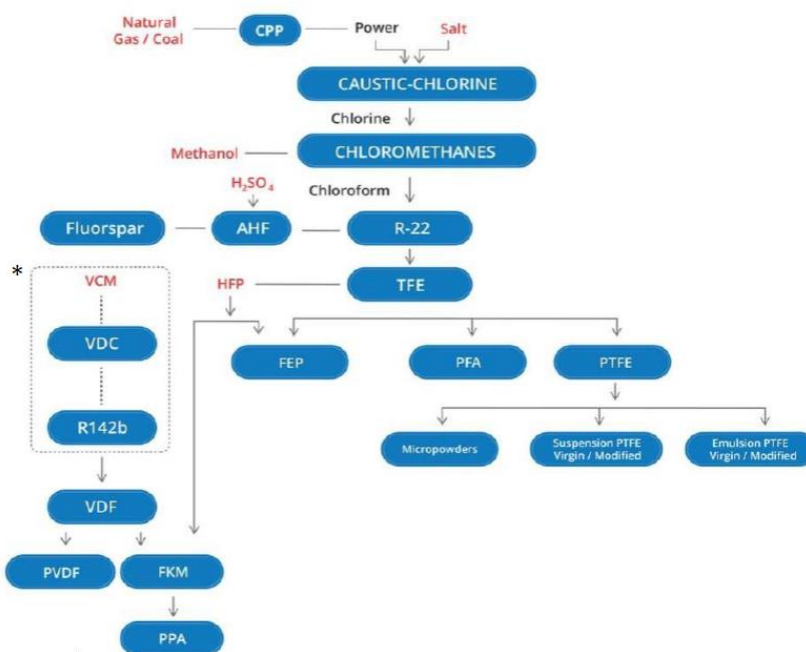 Natural
Gas / Coal
CPP
Power
Salt
CAUSTIC-CHLORINE
Chlorine
Methanol
CHLOROMETHANES
H₂SO₄
Chloroform
Fluorspar
AHF
R-22
*
VCM
HFP
TFE
VDC
FEP
PFA
PTFE
R142b
Micropowders
Suspension PTFE
Virgin / Modified
Emulsion PTFE
Virgin / Modified
VDF
PVDF
FKM
PPA